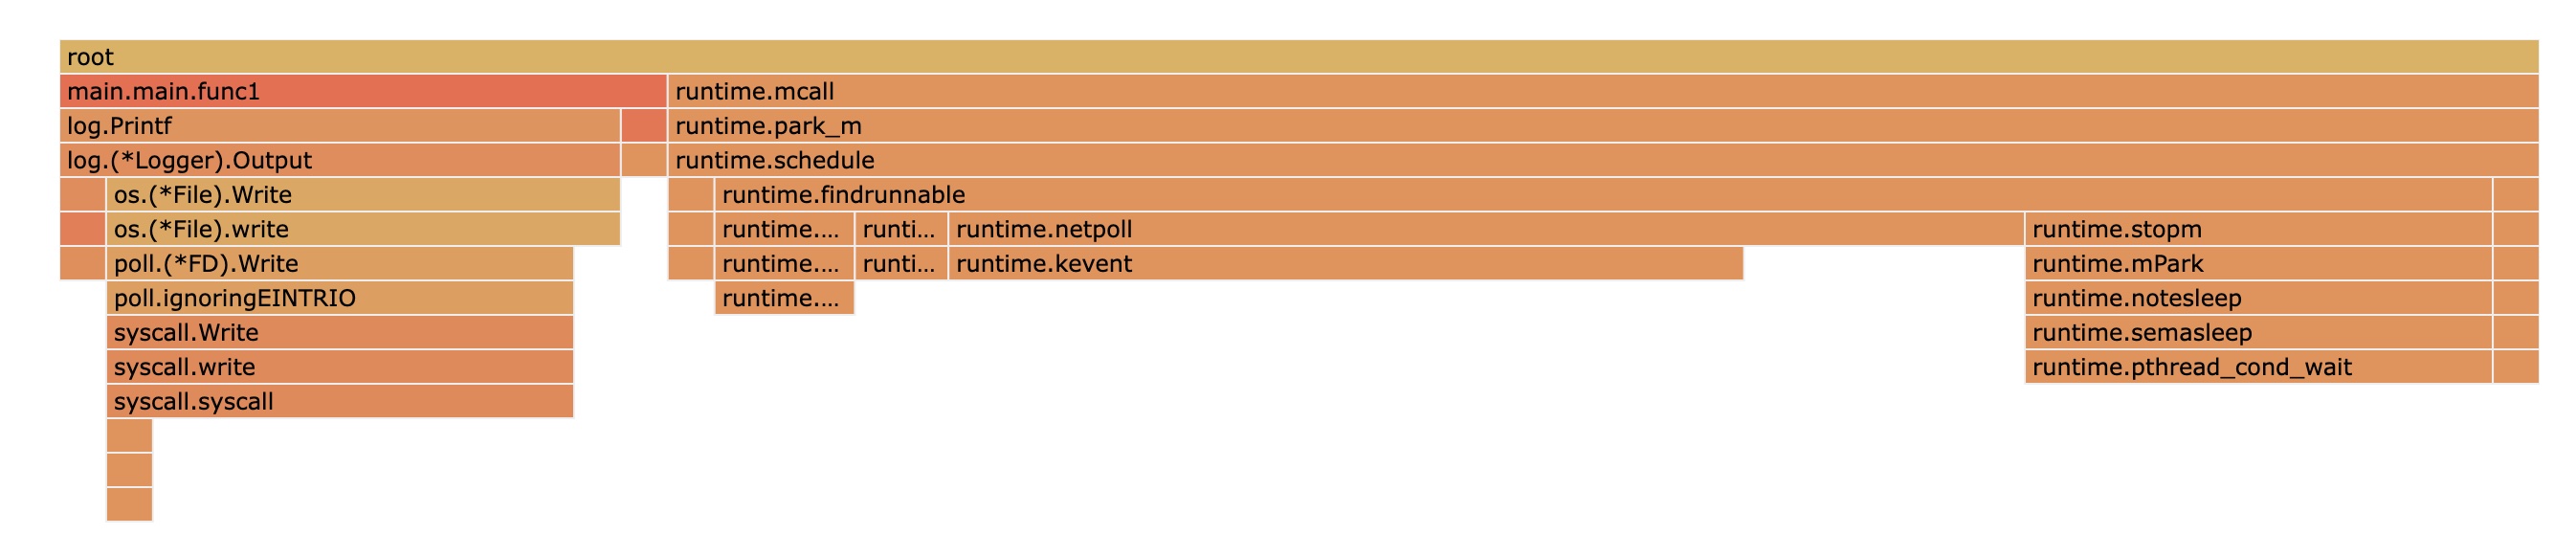 root
main.main.func1 runtime.mcall
log.Printf runtime.park_m
log.(*Logger).Output runtime.schedule
os.(*File).Write runtime.findrunnable
os.(*File).write runtime.... runti... runtime.netpoll runtime.stopm
poll.(*FD).Write runtime.... runti... runtime.kevent runtime.mPark
poll.ignoringEINTRIO runtime.... runtime.notesleep
syscall.Write runtime.semasleep
syscall.write runtime.pthread_cond_wait
syscall.syscall